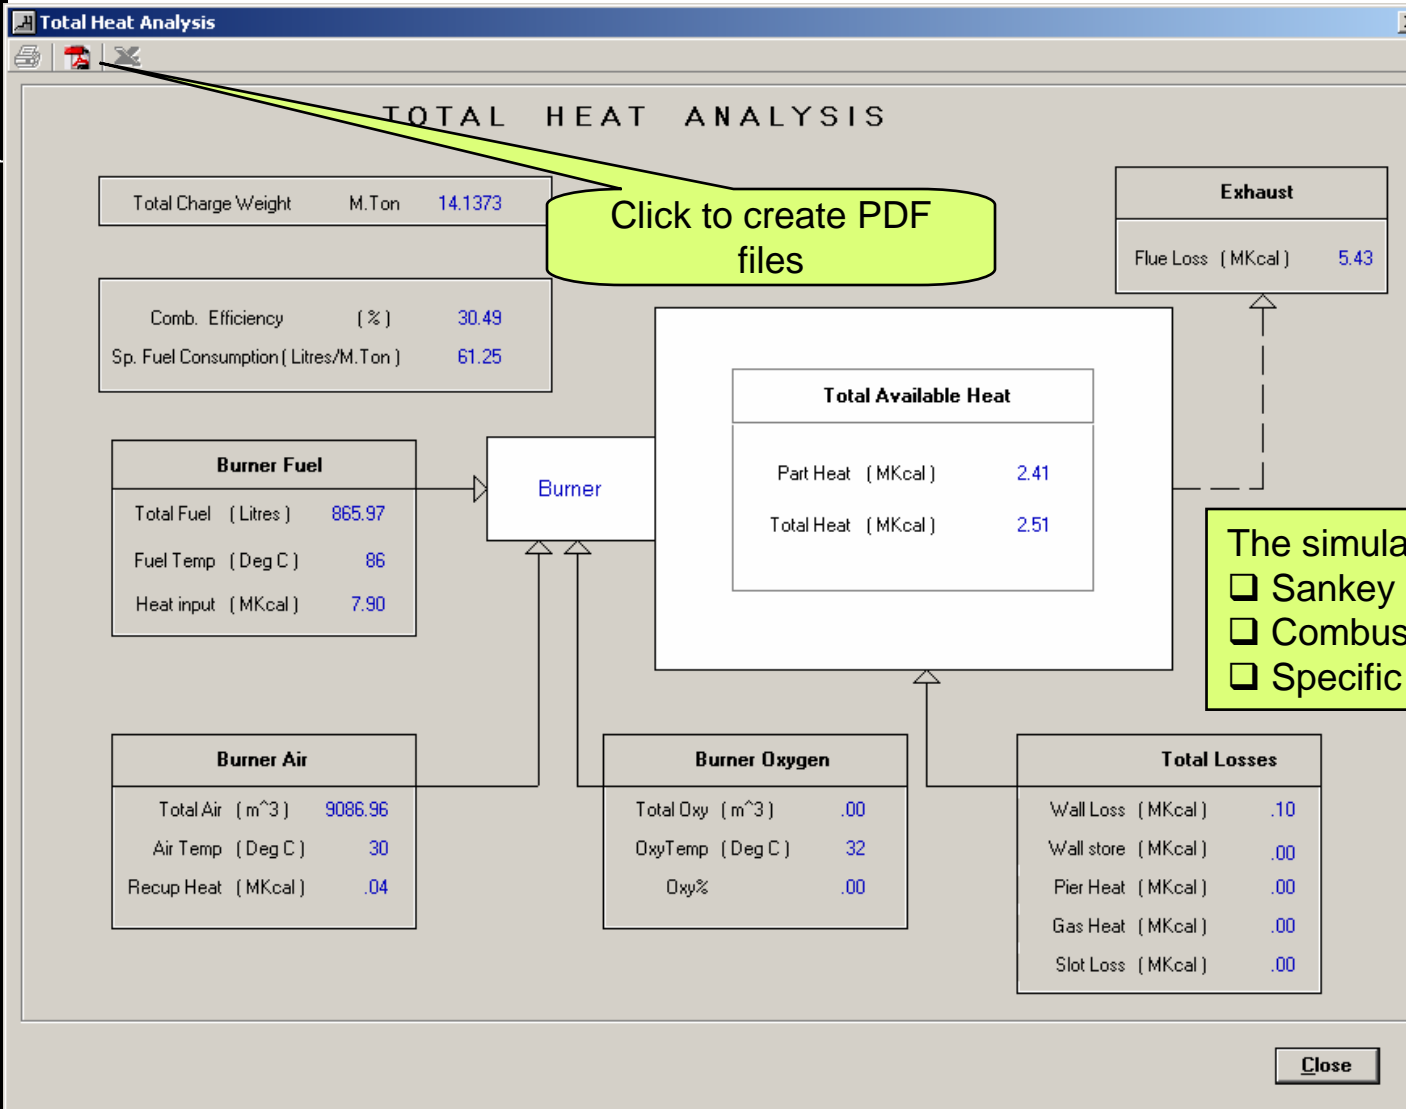 Total Heat Analysis
TOTAL HEAT ANALYSIS
Total Charge Weight M.Ton 14.1373
Click to create PDF
files
Exhaust
Flue Loss (MKcal) 5.43
Comb. Efficiency (%) 30.49
Sp. Fuel Consumption (Litres/M.Ton) 61.25
Total Available Heat
Part Heat (MKcal) 2.41
Total Heat (MKcal) 2.51
Burner Fuel
Total Fuel (Litres) 865.97
Fuel Temp (Deg C) 86
Heat input (MKcal) 7.90
Burner
The simula
❑ Sankey
❑ Combus
❑ Specific
Burner Air
Total Air (m^3) 9086.96
Air Temp (Deg C) 30
Recup Heat (MKcal) .04
Burner Oxygen
Total Oxy (m^3) .00
OxyTemp (Deg C) 32
Oxy% .00
Total Losses
Wall Loss (MKcal) .10
Wall store (MKcal) .00
Pier Heat (MKcal) .00
Gas Heat (MKcal) .00
Slot Loss (MKcal) .00
Close